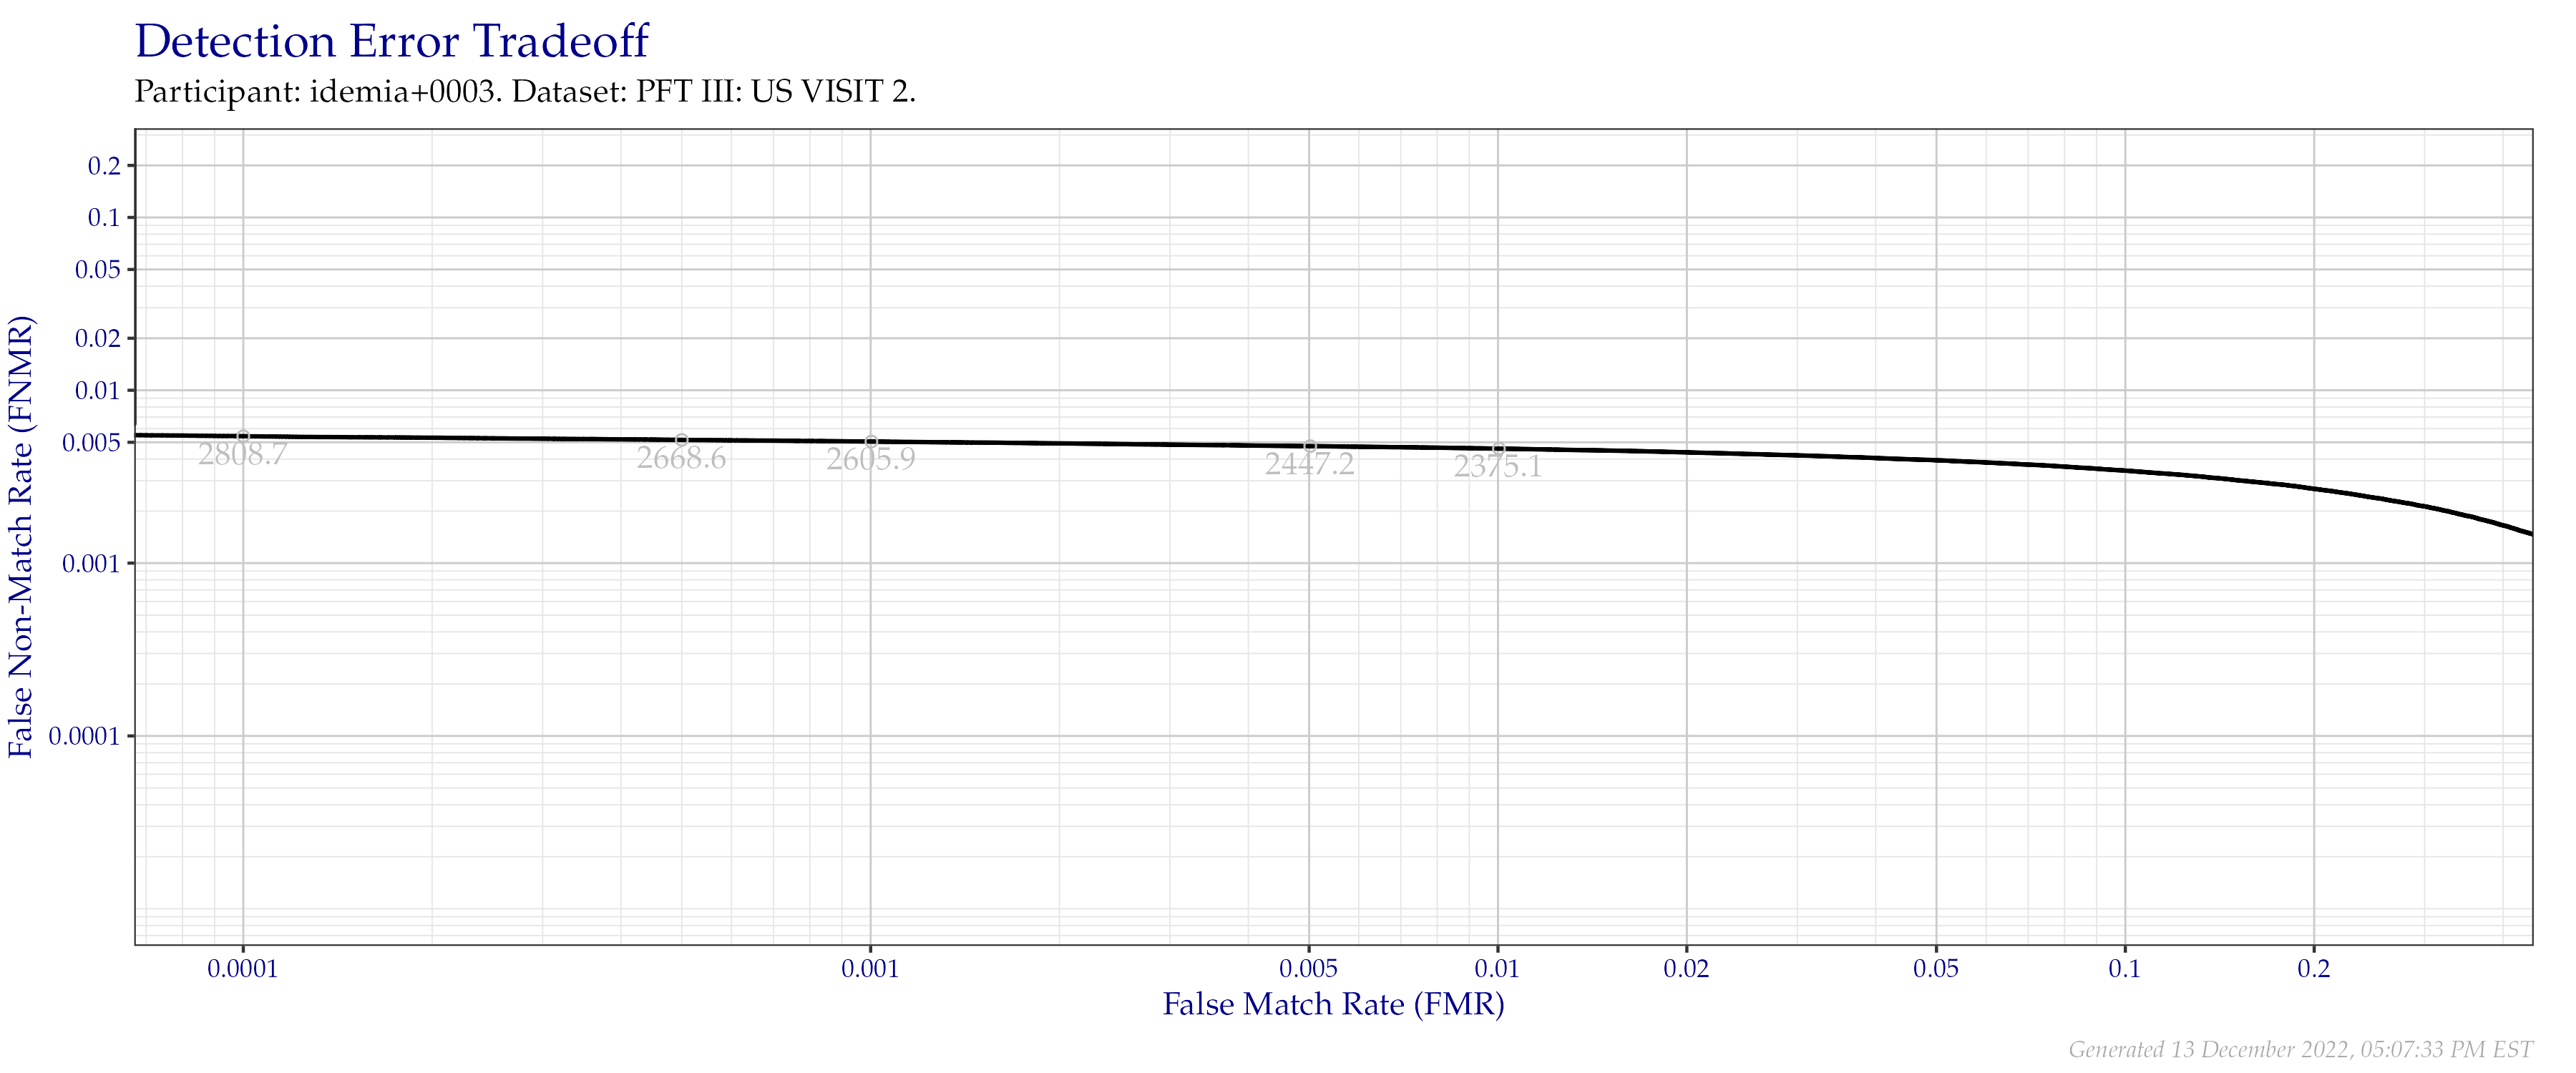 Detection Error Tradeoff
Participant: idemia+0003. Dataset: PFT III: US VISIT 2.
False Non-Match Rate (FNMR)
0.2
0.1
0.05
0.02
0.01
0.005
0.001
0.0001
2808.7 2668.6 2605.9 2447.2 2375.1
0.0001 0.001 0.005 0.01 0.02 0.05 0.1 0.2
False Match Rate (FMR)
Generated 13 December 2022, 05:07:33 PM EST